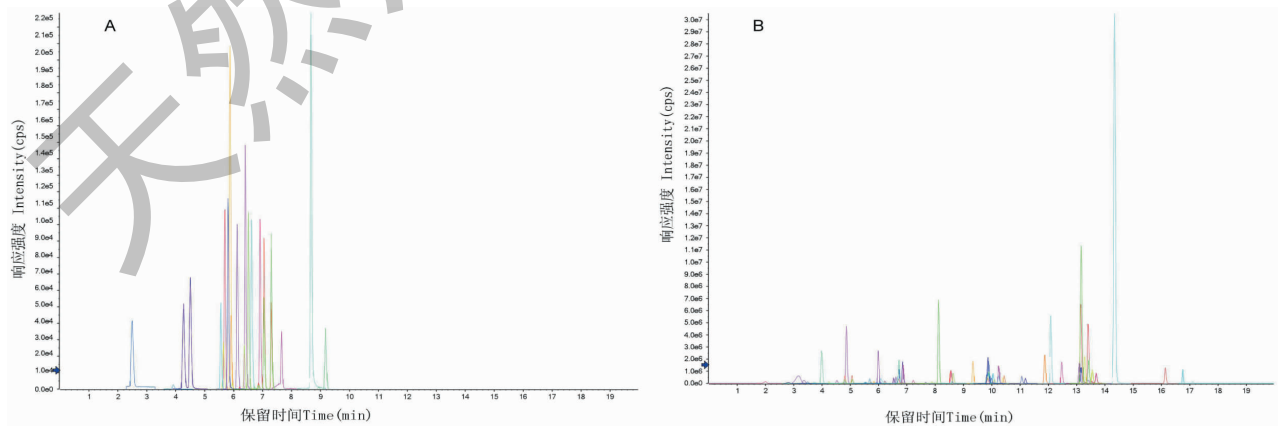 天然
A
2.2e5
2.1e5
2.0e5
1.9e5
1.8e5
1.7e5
1.6e5
1.5e5
1.4e5
1.3e5
1.2e5
1.1e5
1.0e5
9.0e4
8.0e4
7.0e4
6.0e4
5.0e4
4.0e4
3.0e4
2.0e4
1.0e4
0.0e0
响应强度 Intensity(cps)
1 2 3 4 5 6 7 8 9 10 11 12 13 14 15 16 17 18 19
保留时间Time(min)
B
3.0e7
2.9e7
2.8e7
2.7e7
2.6e7
2.5e7
2.4e7
2.3e7
2.2e7
2.1e7
2.0e7
1.9e7
1.8e7
1.7e7
1.6e7
1.5e7
1.4e7
1.3e7
1.2e7
1.1e7
1.0e7
9.0e6
8.0e6
7.0e6
6.0e6
5.0e6
4.0e6
3.0e6
2.0e6
1.0e6
0.0e0
响应强度 Intensity(cps)
1 2 3 4 5 6 7 8 9 10 11 12 13 14 15 16 17 18 19
保留时间Time(min)